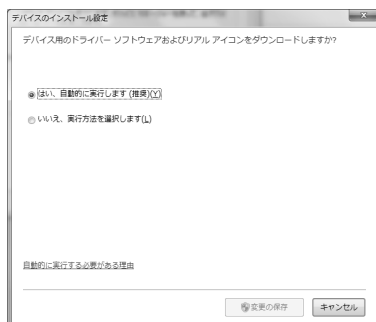 デバイスのインストール設定
デバイス用のドライバー ソフトウェアおよびリアル アイコンをダウンロードしますか?
はい、自動的に実行します (推奨)(Y)
いいえ、実行方法を選択します(L)
自動的に実行する必要がある理由
変更の保存
キャンセル